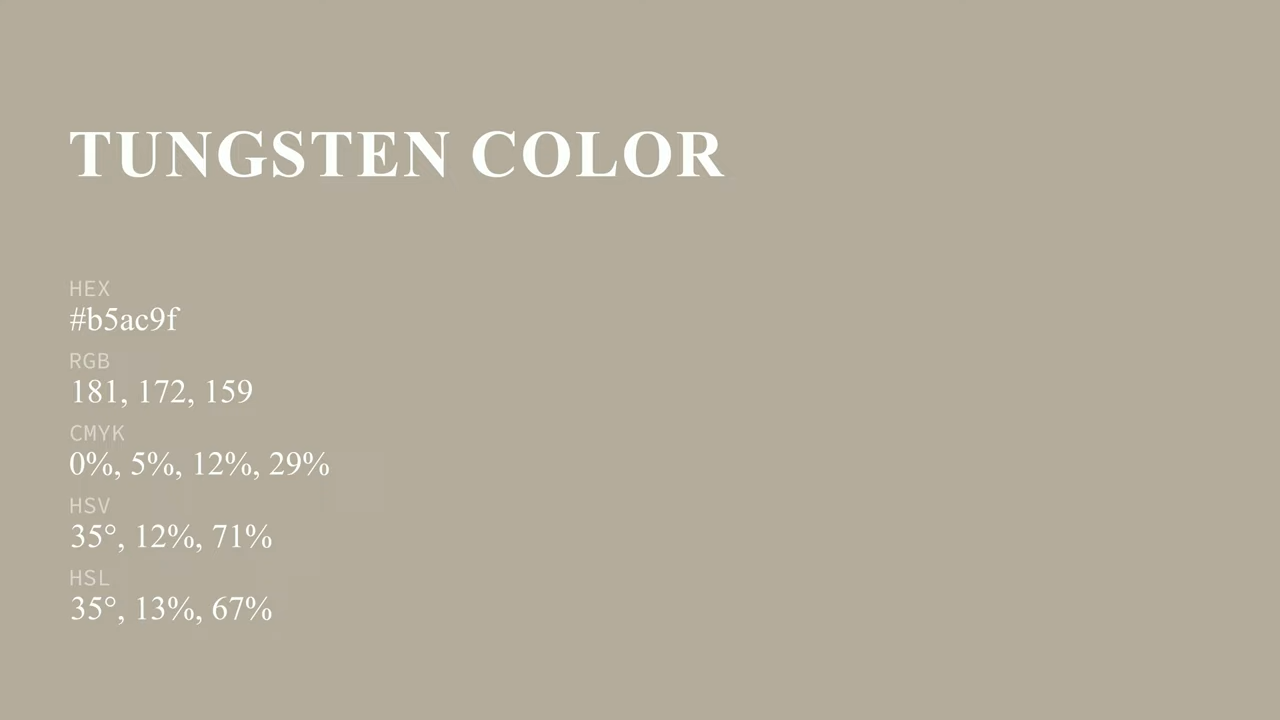 TUNGSTEN COLOR
HEX
#b5ac9f
RGB
181, 172, 159
CMYK
0%, 5%, 12%, 29%
HSV
35°, 12%, 71%
HSL
35°, 13%, 67%